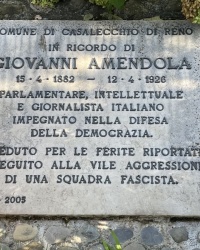 COMUNE DI CASALECCHIO DI RENO
IN RICORDO DI
GIOVANNI AMENDOLA
15·4·1882 – 12·4·1926
PARLAMENTARE, INTELLETTUALE
E GIORNALISTA ITALIANO
IMPEGNATO NELLA DIFESA
DELLA DEMOCRAZIA.
DECEDUTO PER LE FERITE RIPORTATE
SEGUITO ALLA VILE AGGRESSIONE
DI UNA SQUADRA FASCISTA.
2005